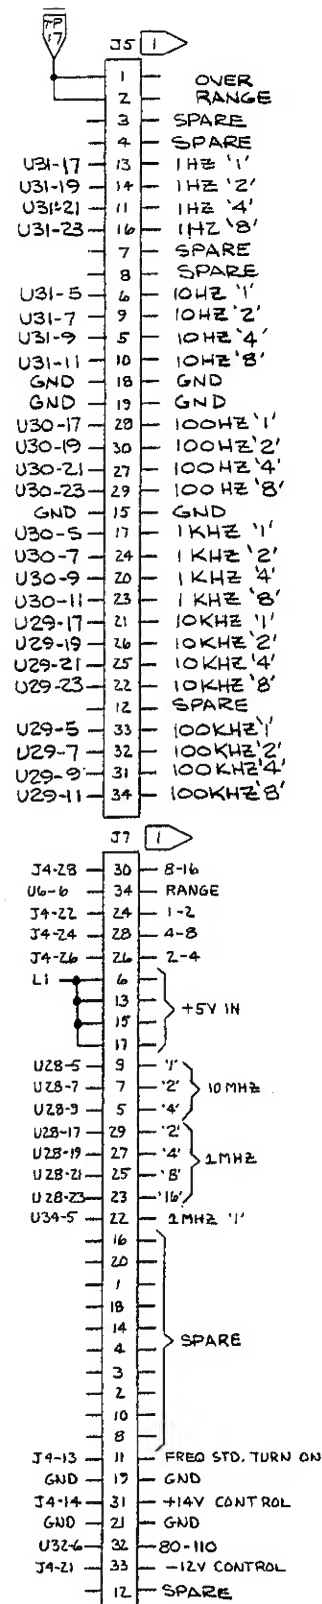 TP
17
J5 1
1 OVER
2 RANGE
3 SPARE
4 SPARE
U31-17 13 1HZ '1'
U31-19 14 1HZ '2'
U31-21 11 1HZ '4'
U31-23 16 1HZ '8'
7 SPARE
8 SPARE
U31-5 6 10HZ '1'
U31-7 9 10HZ '2'
U31-9 5 10HZ '4'
U31-11 10 10HZ '8'
GND 18 GND
GND 19 GND
U30-17 28 100HZ '1'
U30-19 30 100HZ '2'
U30-21 27 100HZ '4'
U30-23 29 100HZ '8'
GND 15 GND
U30-5 17 1KHZ '1'
U30-7 24 1KHZ '2'
U30-9 20 1KHZ '4'
U30-11 23 1KHZ '8'
U29-17 21 10KHZ '1'
U29-19 26 10KHZ '2'
U29-21 25 10KHZ '4'
U29-23 22 10KHZ '8'
12 SPARE
U29-5 33 100KHZ '1'
U29-7 32 100KHZ '2'
U29-9 31 100KHZ '4'
U29-11 34 100KHZ '8'
J7 1
J4-28 30 8-16
U6-6 34 RANGE
J4-22 24 1-2
J4-24 28 4-8
J4-26 26 2-4
L1 6
13
+5V IN
15
17
U28-5 9 '1'
U28-7 7 '2' 10 MHZ
U28-9 5 '4'
U28-17 29 '2'
U28-19 27 '4' 1MHZ
U28-21 25 '8'
U28-23 23 '16'
U34-5 22 1MHZ '1'
16
20
1
18
14
4 SPARE
3
2
10
8
J4-13 11 FREQ STD. TURN ON
GND 19 GND
J4-14 31 +14V CONTROL
GND 21 GND
U32-6 32 80-110
J4-21 33 -12V CONTROL
12 SPARE